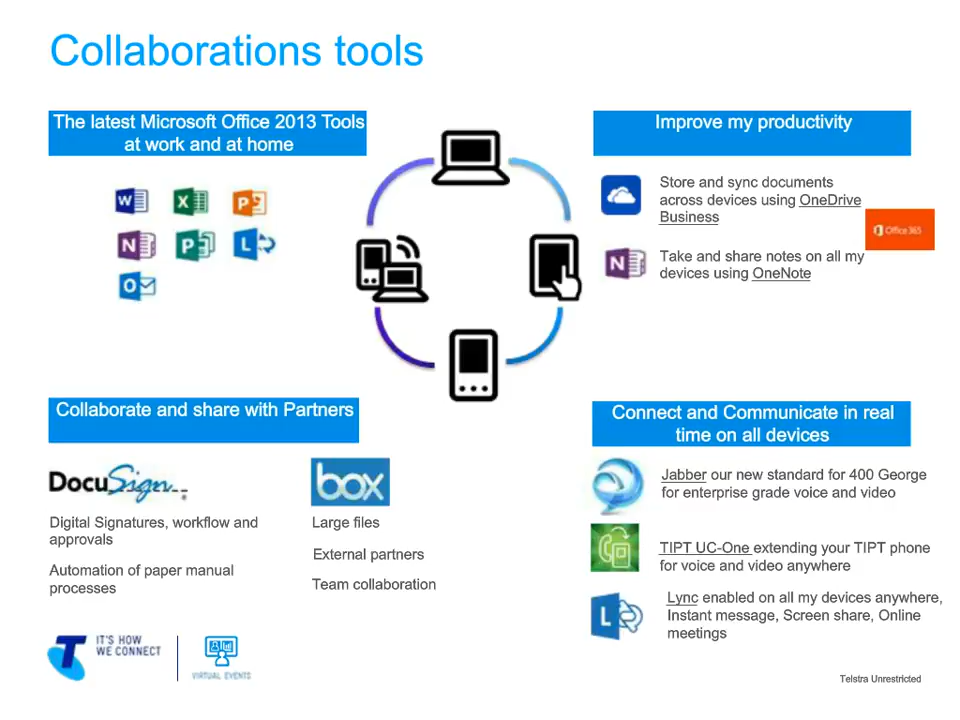 Collaborations tools
The latest Microsoft Office 2013 Tools
at work and at home
W
X
P
N
P
L
O
Improve my productivity
Store and sync documents
across devices using OneDrive
Business
Office 365
N
Take and share notes on all my
devices using OneNote
Collaborate and share with Partners
DocuSign
Digital Signatures, workflow and
approvals
Automation of paper manual
processes
box
Large files
External partners
Team collaboration
Connect and Communicate in real
time on all devices
Jabber our new standard for 400 George
for enterprise grade voice and video
TIPT UC-One extending your TIPT phone
for voice and video anywhere
L
Lync enabled on all my devices anywhere,
Instant message, Screen share, Online
meetings
T
IT'S HOW
WE CONNECT
VIRTUAL EVENTS
Telstra Unrestricted